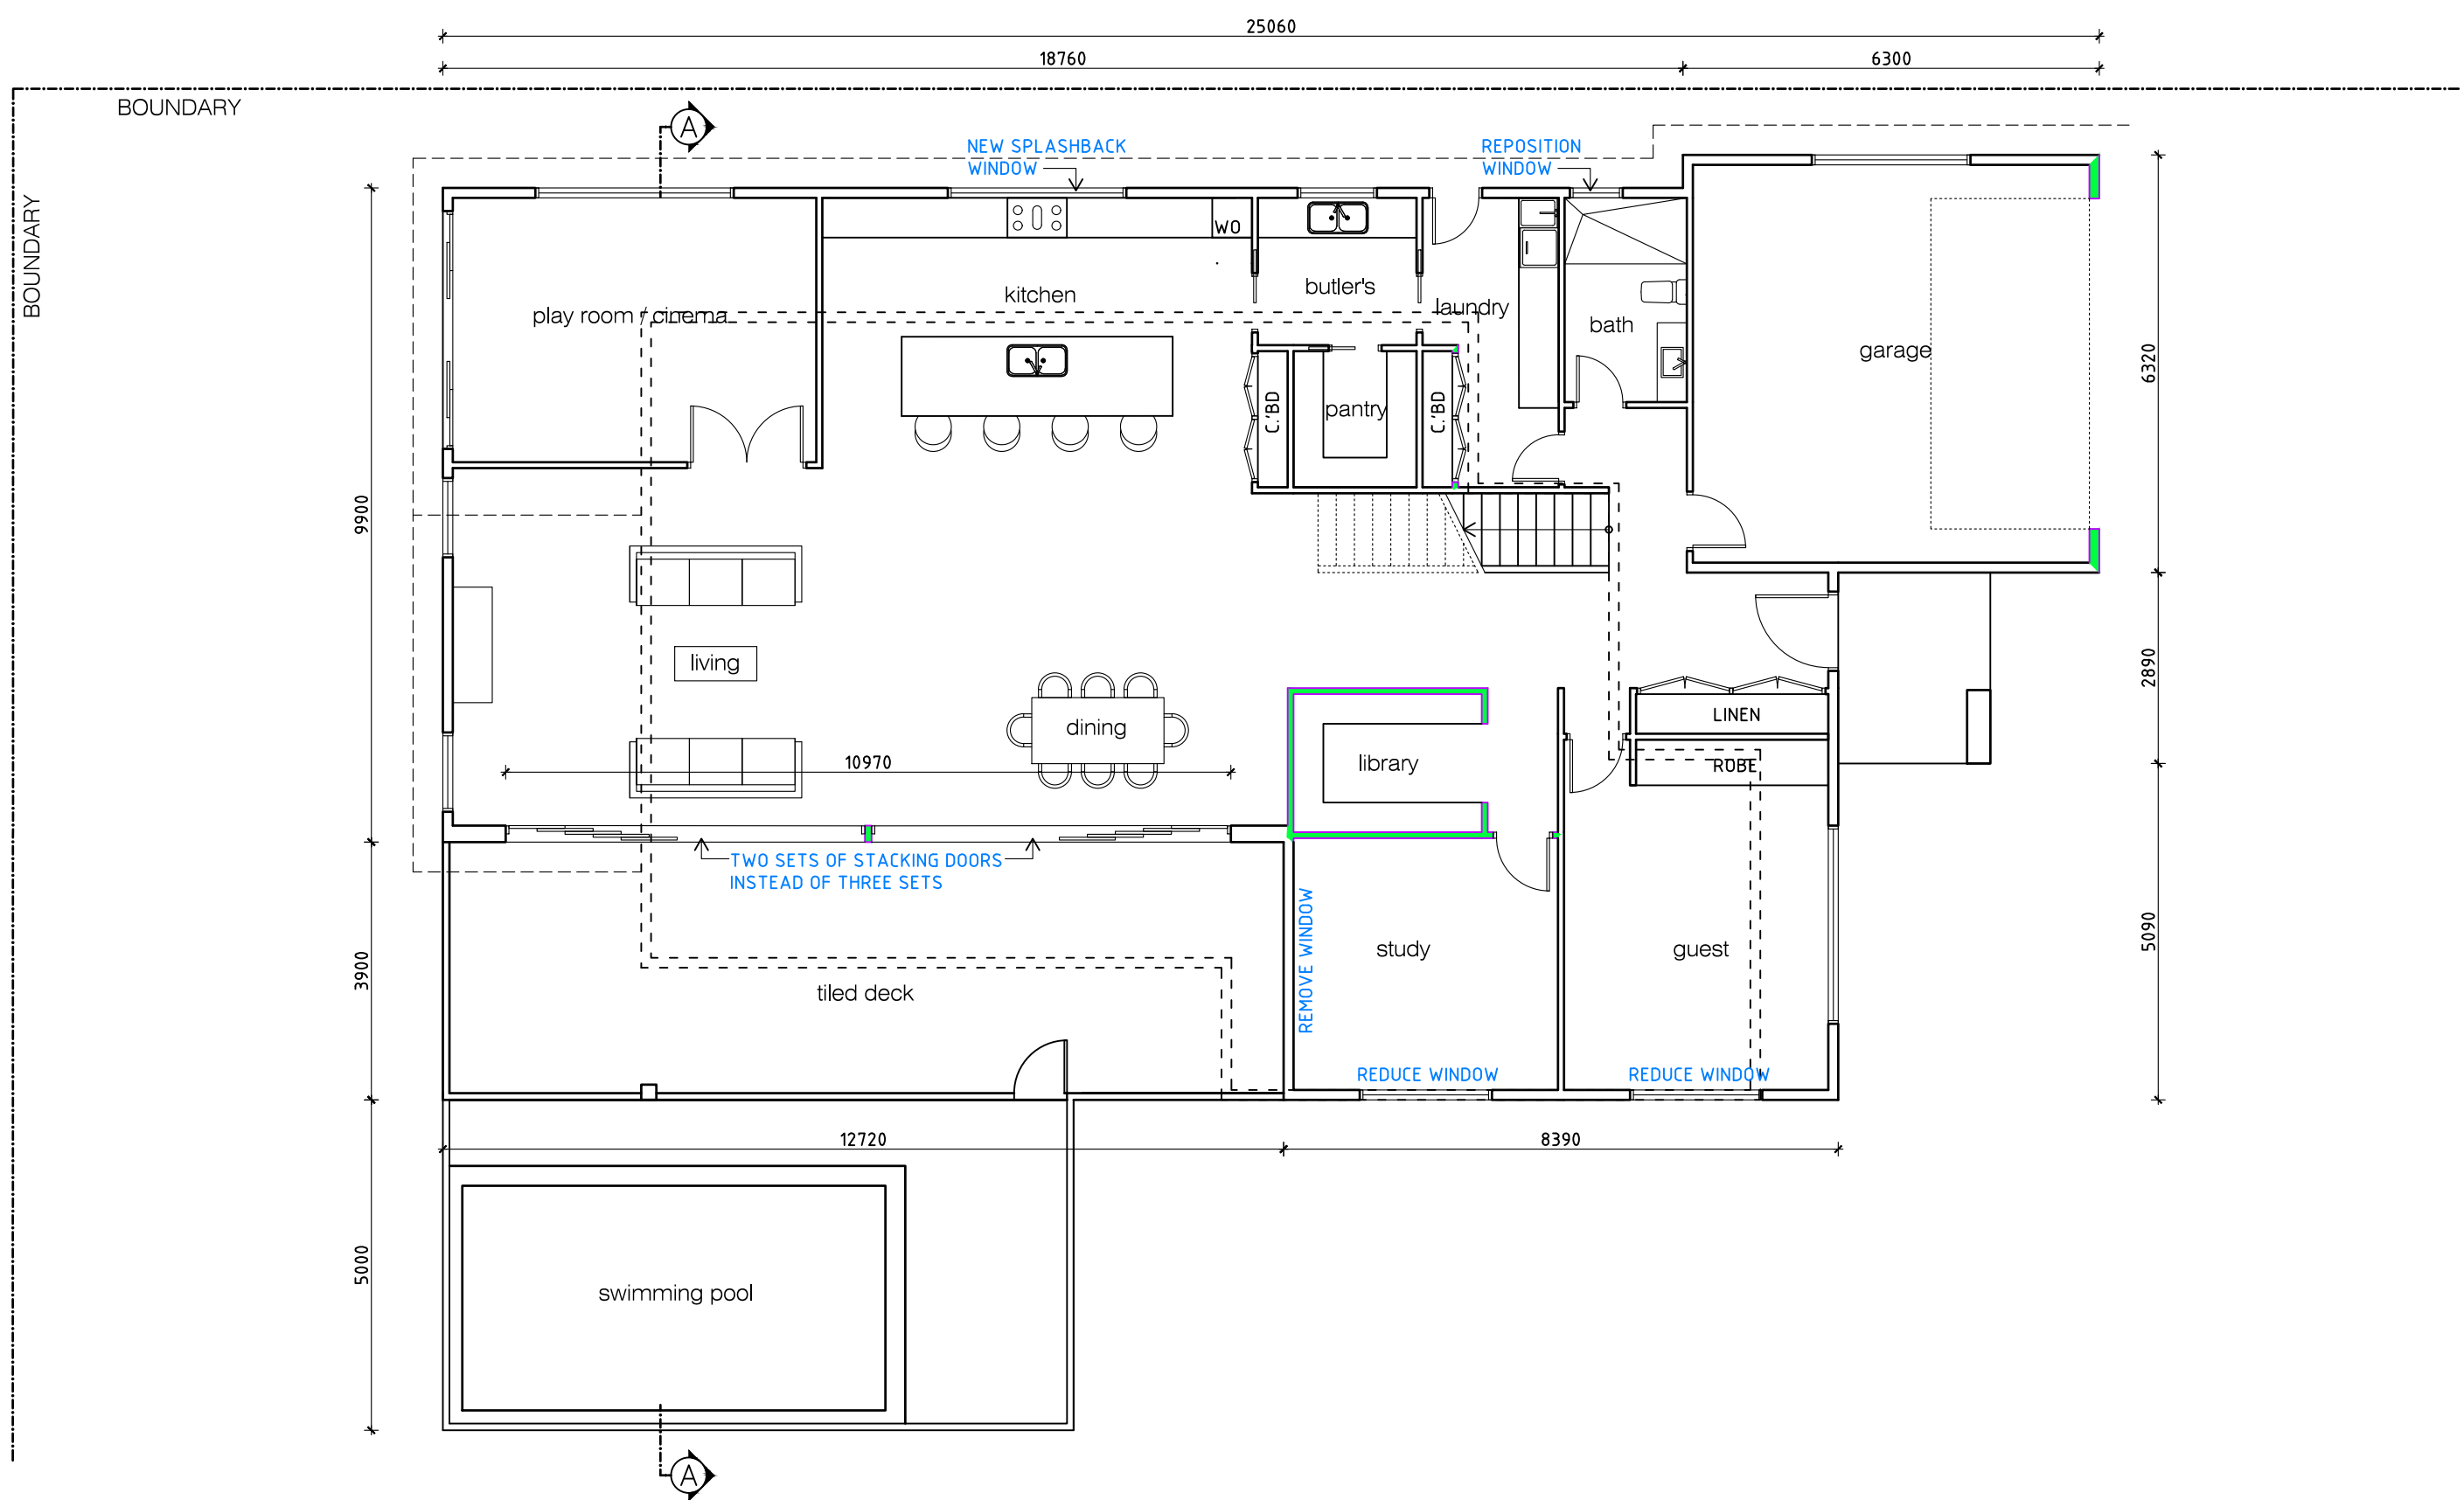 25060
18760
6300
BOUNDARY
BOUNDARY
A
NEW SPLASHBACK
WINDOW
REPOSITION
WINDOW
WO
kitchen
butler's
laundry
play room / cinema
bath
garage
6320
C.'BD
pantry
C.'BD
9900
living
dining
library
LINEN
ROBE
2890
10970
TWO SETS OF STACKING DOORS
INSTEAD OF THREE SETS
REMOVE WINDOW
study
guest
tiled deck
3900
5090
REDUCE WINDOW
REDUCE WINDOW
12720
8390
5000
swimming pool
A